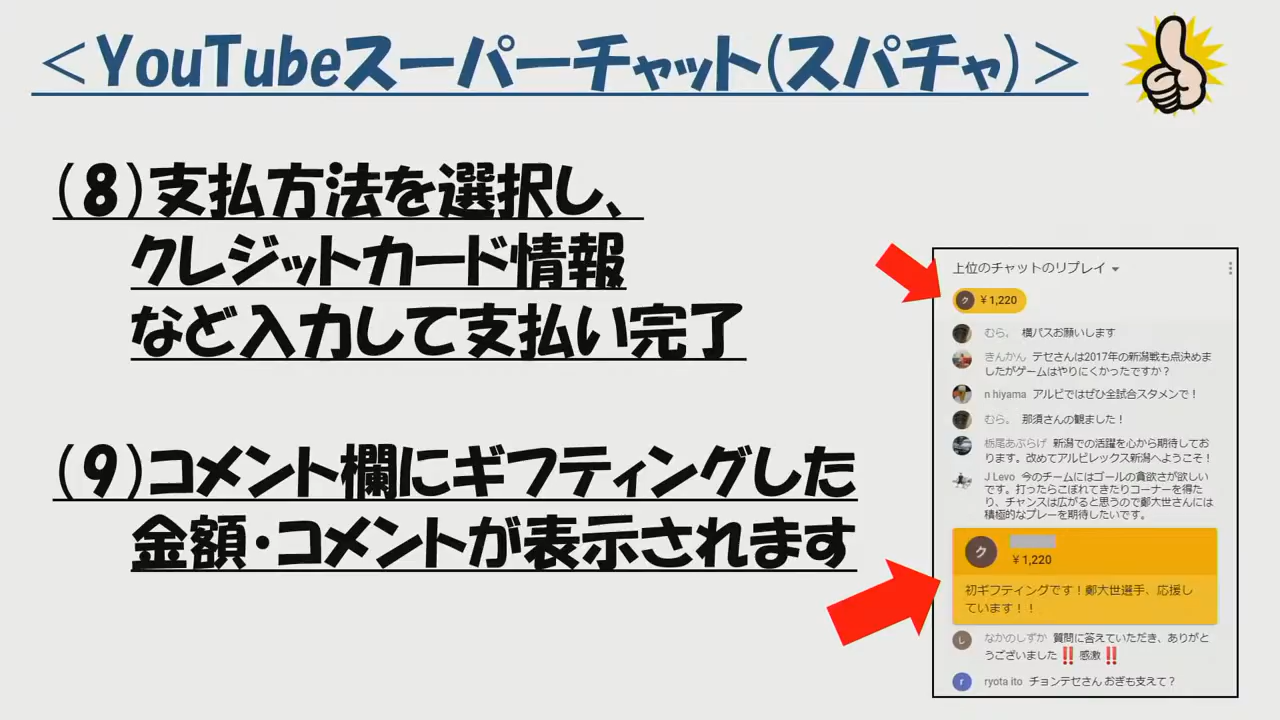 ＜YouTubeスーパーチャット(スパチャ)＞
(8)支払方法を選択し、
クレジットカード情報
など入力して支払い完了
(9)コメント欄にギフティングした
金額・コメントが表示されます
上位のチャットのリプレイ
ク ￥1,220
むら。 横パスお願いします
きんかん テセさんは2017年の新潟戦も点決めま
したがゲームはやりにくかったですか？
n hiyama アルビではぜひ全試合スタメンで！
むら。 那須さんの観ました！
栃尾あぶらげ 新潟での活躍を心から期待してお
ります。改めてアルビレックス新潟へようこそ！
J Levo 今のチームにはゴールの貪欲さが欲しい
です。打ったらこぼれてきたりコーナーを得た
り、チャンスは広がると思うので鄭大世さんには
積極的なプレーを期待したいです。
ク
￥1,220
初ギフティングです！鄭大世選手、応援し
ています！！
し なかのしずか 質問に答えていただき、ありがと
うございました‼ 感激 ‼
r ryota ito チョンテセさん おぎも支えて？